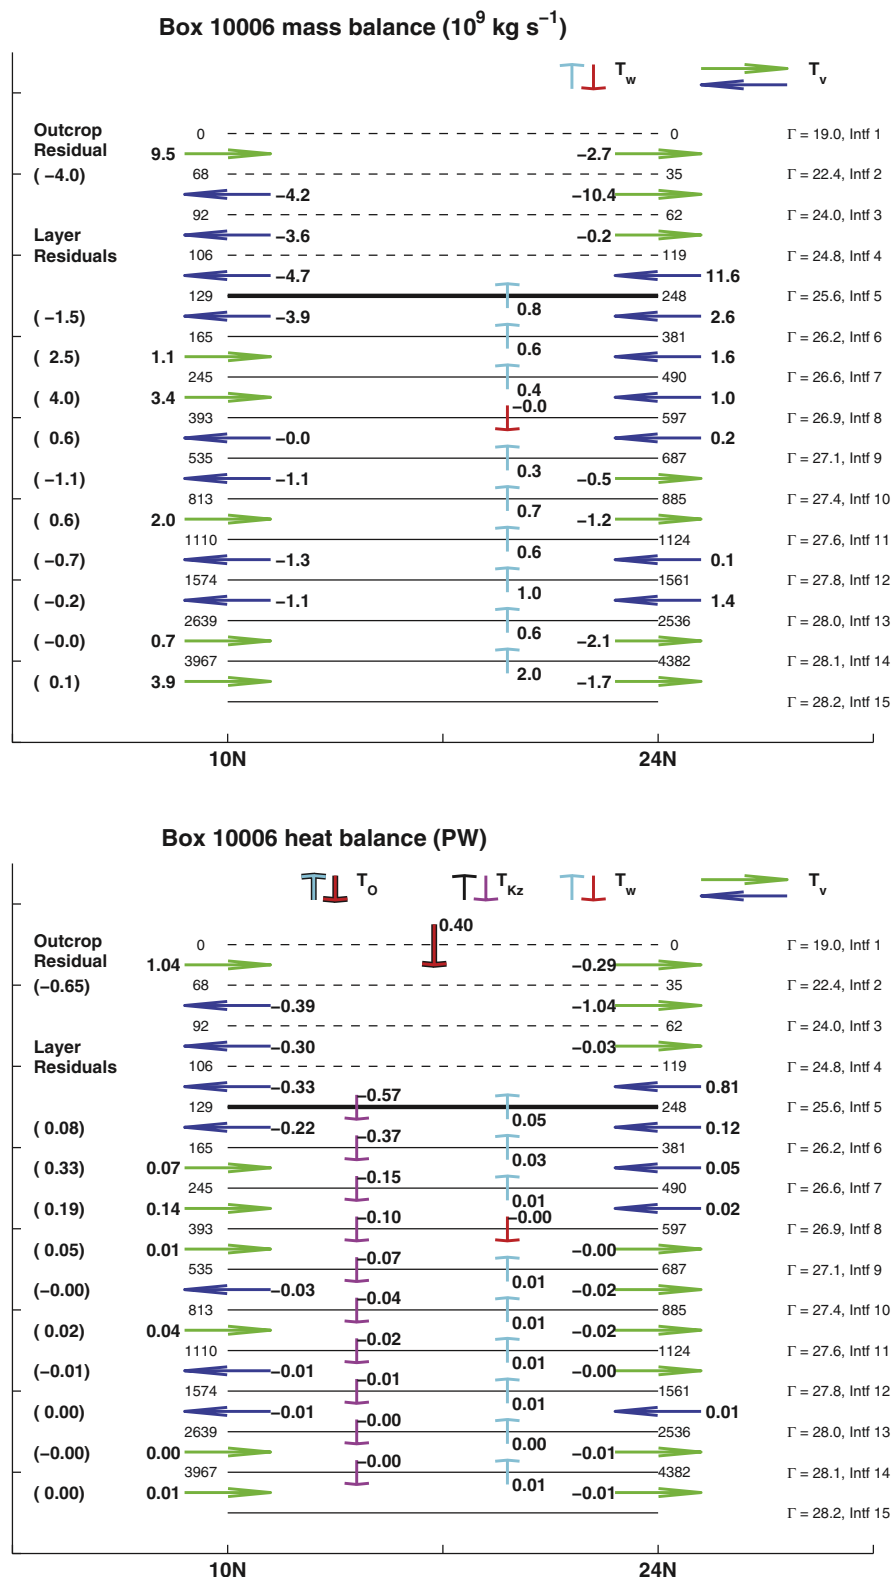 Box 10006 mass balance (10⁹ kg s⁻¹)
T_w T_v
Outcrop
Residual
0 0 Γ = 19.0, Intf 1
9.5 −2.7
(−4.0) 68 35 Γ = 22.4, Intf 2
−4.2 −10.4
92 62 Γ = 24.0, Intf 3
Layer
Residuals
−3.6 −0.2
106 119 Γ = 24.8, Intf 4
−4.7 11.6
129 0.8 248 Γ = 25.6, Intf 5
(−1.5) −3.9 2.6
165 0.6 381 Γ = 26.2, Intf 6
( 2.5) 1.1 1.6
245 0.4 490 Γ = 26.6, Intf 7
( 4.0) 3.4 1.0
393 −0.0 597 Γ = 26.9, Intf 8
( 0.6) −0.0 0.2
535 0.3 687 Γ = 27.1, Intf 9
(−1.1) −1.1 −0.5
813 0.7 885 Γ = 27.4, Intf 10
( 0.6) 2.0 −1.2
1110 0.6 1124 Γ = 27.6, Intf 11
(−0.7) −1.3 0.1
1574 1.0 1561 Γ = 27.8, Intf 12
(−0.2) −1.1 1.4
2639 0.6 2536 Γ = 28.0, Intf 13
(−0.0) 0.7 −2.1
3967 2.0 4382 Γ = 28.1, Intf 14
( 0.1) 3.9 −1.7
Γ = 28.2, Intf 15
10N 24N
Box 10006 heat balance (PW)
T_O T_Kz T_w T_v
Outcrop
Residual
0 0.40 0 Γ = 19.0, Intf 1
1.04 −0.29
(−0.65) 68 35 Γ = 22.4, Intf 2
−0.39 −1.04
92 62 Γ = 24.0, Intf 3
Layer
Residuals
−0.30 −0.03
106 119 Γ = 24.8, Intf 4
−0.33 0.81
129 −0.57 0.05 248 Γ = 25.6, Intf 5
( 0.08) −0.22 0.12
165 −0.37 0.03 381 Γ = 26.2, Intf 6
( 0.33) 0.07 0.05
245 −0.15 0.01 490 Γ = 26.6, Intf 7
( 0.19) 0.14 0.02
393 −0.10 −0.00 597 Γ = 26.9, Intf 8
( 0.05) 0.01 −0.00
535 −0.07 0.01 687 Γ = 27.1, Intf 9
(−0.00) −0.03 −0.02
813 −0.04 0.01 885 Γ = 27.4, Intf 10
( 0.02) 0.04 −0.02
1110 −0.02 0.01 1124 Γ = 27.6, Intf 11
(−0.01) −0.01 −0.00
1574 −0.01 0.01 1561 Γ = 27.8, Intf 12
( 0.00) −0.01 0.01
2639 −0.00 0.00 2536 Γ = 28.0, Intf 13
(−0.00) 0.00 −0.01
3967 −0.00 0.01 4382 Γ = 28.1, Intf 14
( 0.00) 0.01 −0.01
Γ = 28.2, Intf 15
10N 24N